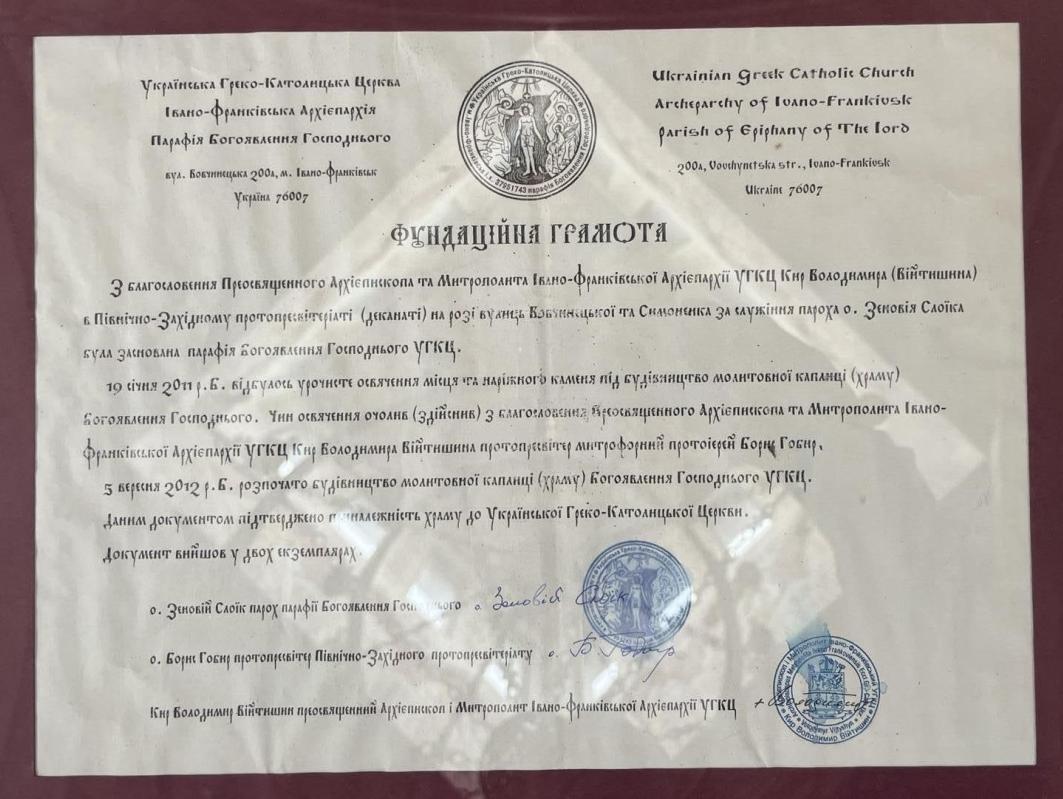 Українська Греко-Католицька Церква
Івано-Франківська Архієпархія
Парафія Богоявлення Господнього
вул. Вовчинецька 200а, м. Івано-Франківськ
Україна 76007
Ukrainian Greek Catholic Church
Archeparchy of Ivano-Frankivsk
parish of Epiphany of The lord
200a, Vovchynetska str., Ivano-Frankivsk
Ukraine 76007
ФУНДАЦІЙНА ГРАМОТА
З благословення Преосвященного Архієпископа та Митрополита Івано-Франківської Архієпархії УГКЦ Кир Володимира (Війтишина)
в Північно-Західному протопресвітеріаті (деканаті) на розі вулиць Вовчинецької та Симоненка за служіння пароха о. Зеновія Слоїка
була заснована парафія Богоявлення Господнього УГКЦ.
19 січня 2011 р.Б. відбулось урочисте освячення місця та наріжного каменя під будівництво молитовної каплиці (храму)
Богоявлення Господнього. Чин освячення очолив (здійснив) З благословення Преосвященного Архієпископа та Митрополита Івано-
Франківської Архієпархії УГКЦ Кир Володимира Війтишина протопресвітер митрофорний протоієрей Борис Гобир.
5 вересня 2012 р.Б. розпочато будівництво молитовної каплиці (храму) Богоявлення Господнього УГКЦ.
Даним документом підтверджено приналежність храму до Української Греко-Католицької Церкви.
Документ вийшов у двох екземплярах.
о. Зеновій Слоїк парох парафії Богоявлення Господнього о. Зеновій Слоїк
о. Борис Гобир протопресвітер Північно-Західного протопресвітеріату о. Б. Гобир
Кир Володимир Війтишин преосвященний Архієпископ і Митрополит Івано-Франківської Архієпархії УГКЦ